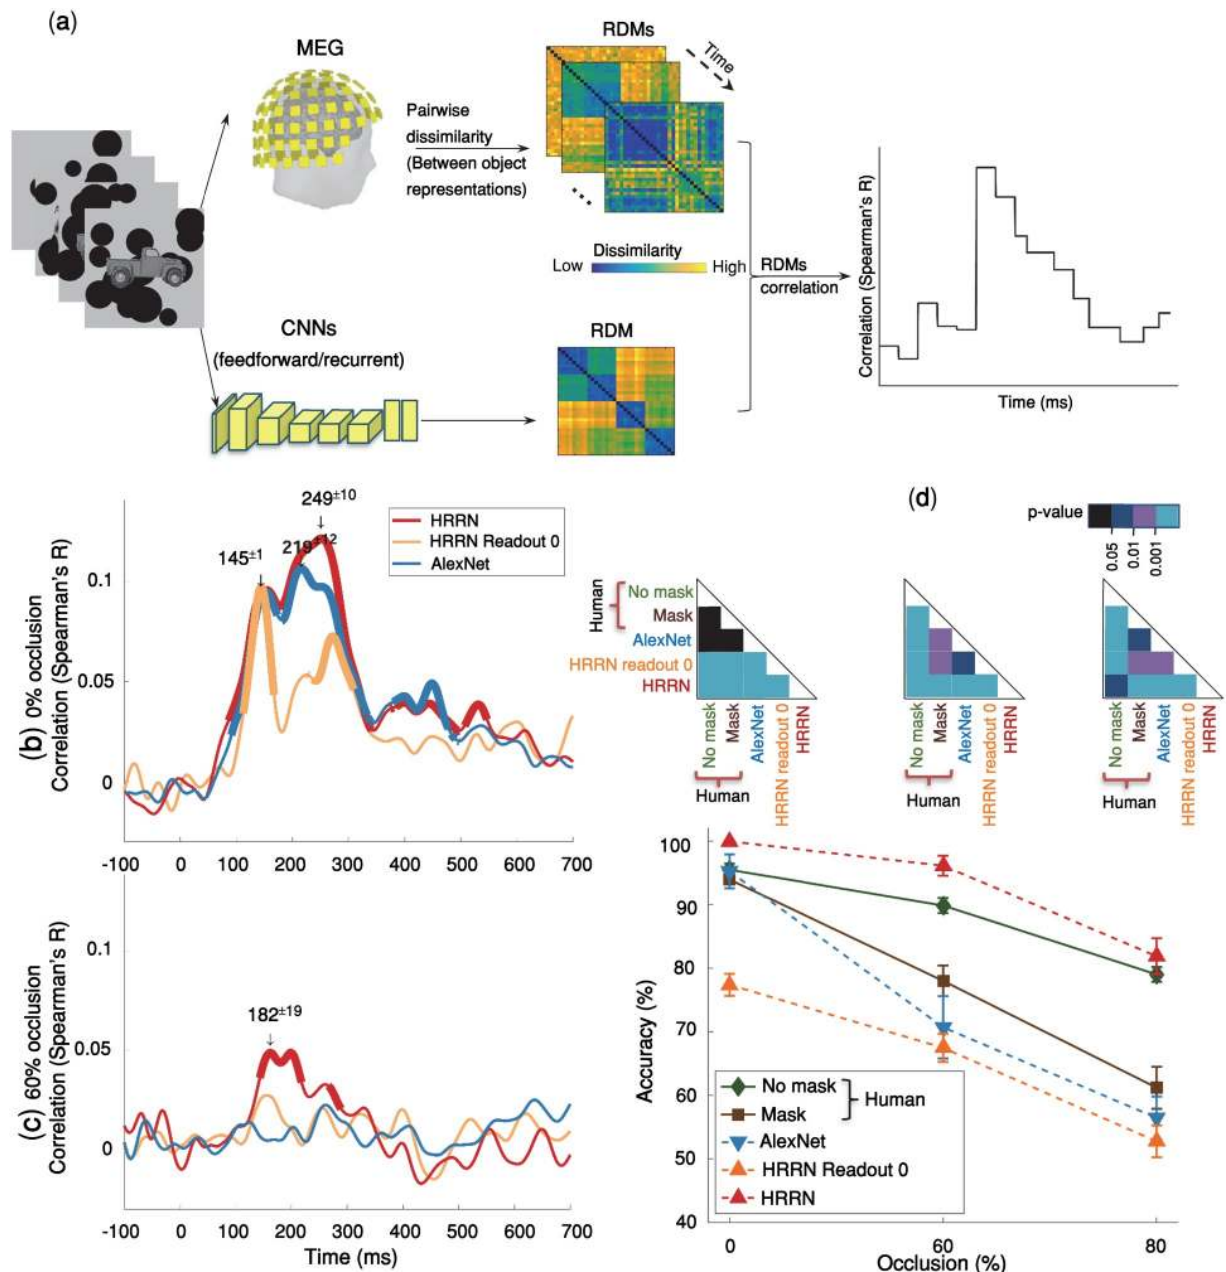 (a)
MEG
RDMs
Time
Pairwise
dissimilarity
(Between object
representations)
Dissimilarity
Low
High
RDMs
correlation
Correlation (Spearman's R)
Time (ms)
CNNs
(feedforward/recurrent)
RDM
(b) 0% occlusion
Correlation (Spearman's R)
0.1
0.05
0
145±1
219±12
249±10
HRRN
HRRN Readout 0
AlexNet
-100 0 100 200 300 400 500 600 700
(c) 60% occlusion
Correlation (Spearman's R)
0.1
0.05
0
182±19
-100 0 100 200 300 400 500 600 700
Time (ms)
(d)
p-value
0.05
0.01
0.001
Human
No mask
Mask
AlexNet
HRRN readout 0
HRRN
No mask
Mask
AlexNet
HRRN readout 0
HRRN
Human
No mask
Mask
AlexNet
HRRN readout 0
HRRN
Human
No mask
Mask
AlexNet
HRRN readout 0
HRRN
Human
Accuracy (%)
100
90
80
70
60
50
40
No mask
Mask
Human
AlexNet
HRRN Readout 0
HRRN
0 60 80
Occlusion (%)